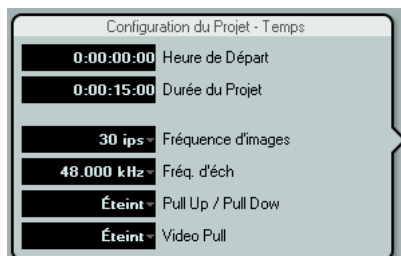 Configuration du Projet - Temps
0:00:00:00 Heure de Départ
0:00:15:00 Durée du Projet
30 ips Fréquence d'images
48.000 kHz Fréq. d'éch
Éteint Pull Up / Pull Dow
Éteint Video Pull